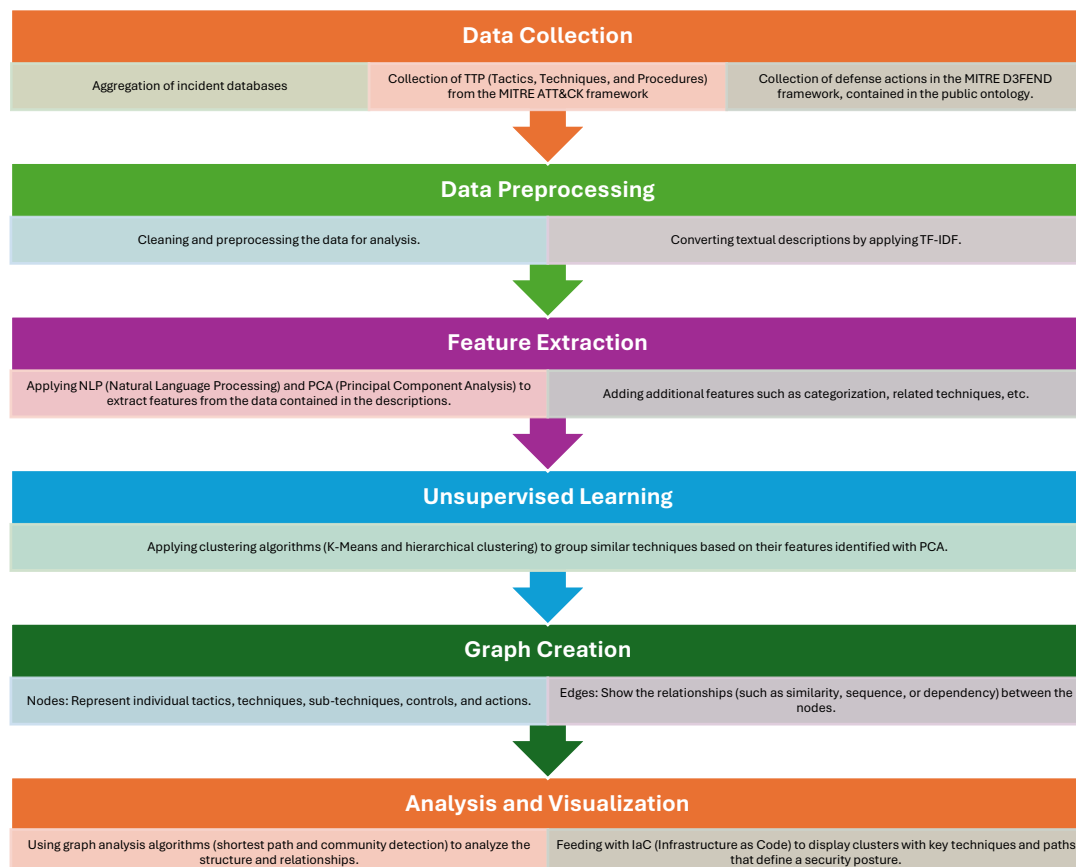 Data Collection
Aggregation of incident databases
Collection of TTP (Tactics, Techniques, and Procedures)
from the MITRE ATT&CK framework
Collection of defense actions in the MITRE D3FEND
framework, contained in the public ontology.
Data Preprocessing
Cleaning and preprocessing the data for analysis.
Converting textual descriptions by applying TF-IDF.
Feature Extraction
Applying NLP (Natural Language Processing) and PCA (Principal Component Analysis) to
extract features from the data contained in the descriptions.
Adding additional features such as categorization, related techniques, etc.
Unsupervised Learning
Applying clustering algorithms (K-Means and hierarchical clustering) to group similar techniques based on their features identified with PCA.
Graph Creation
Nodes: Represent individual tactics, techniques, sub-techniques, controls, and actions.
Edges: Show the relationships (such as similarity, sequence, or dependency) between the
nodes.
Analysis and Visualization
Using graph analysis algorithms (shortest path and community detection) to analyze the
structure and relationships.
Feeding with IaC (Infrastructure as Code) to display clusters with key techniques and paths
that define a security posture.